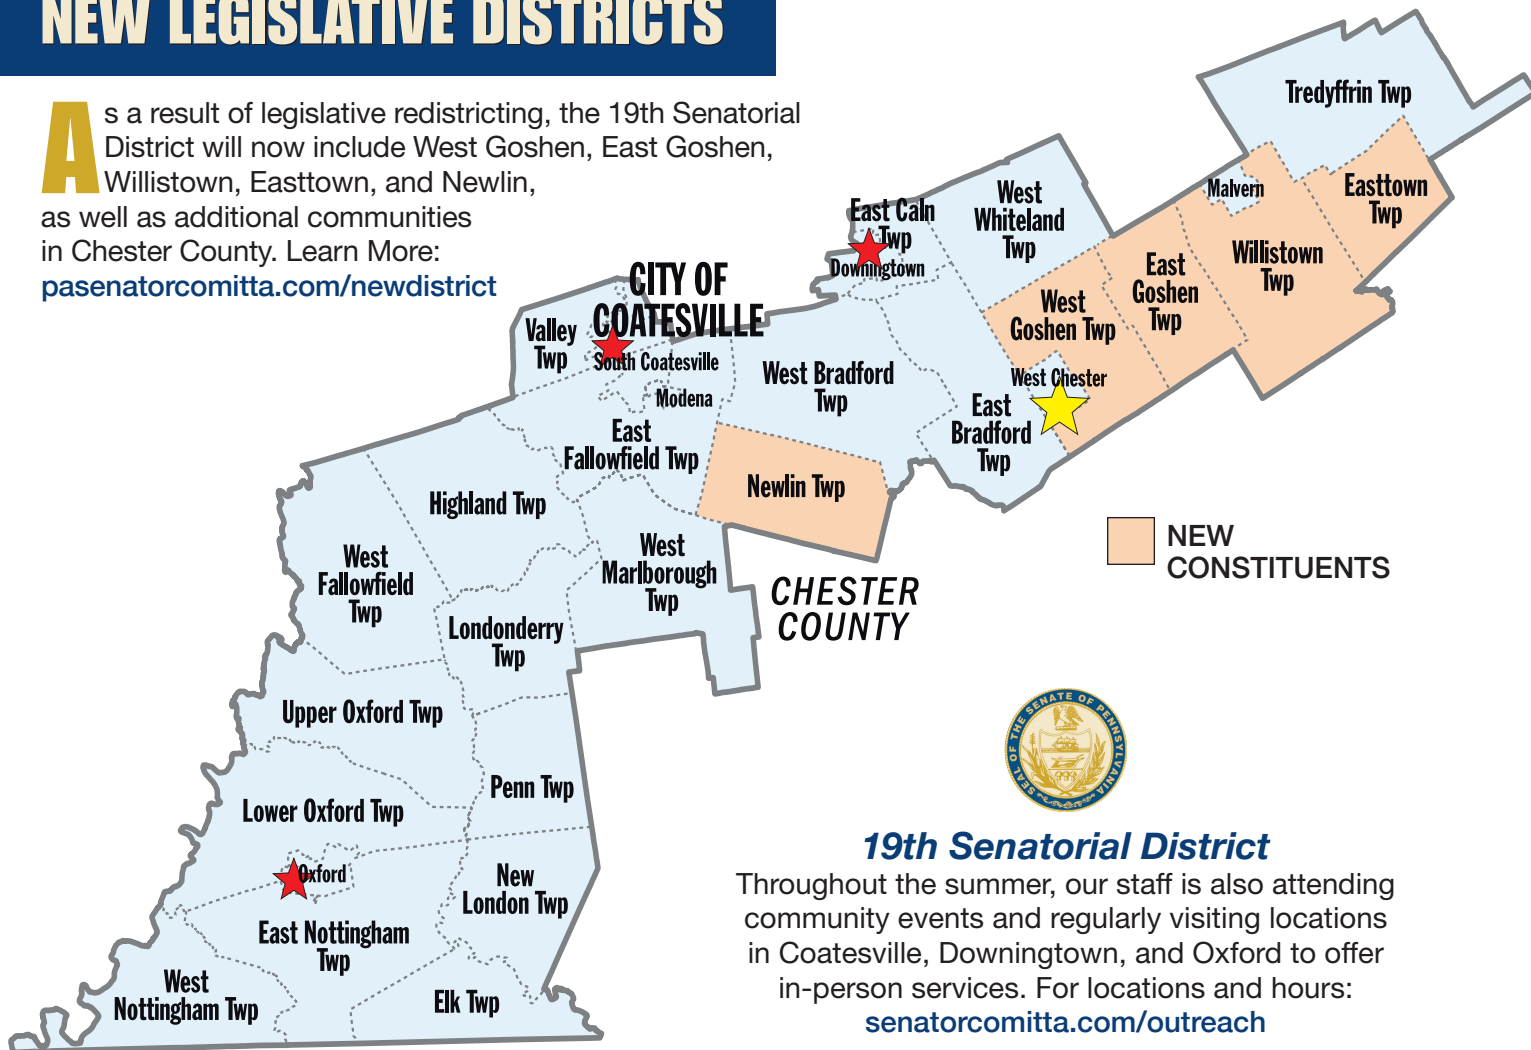 NEW LEGISLATIVE DISTRICTS
As a result of legislative redistricting, the 19th Senatorial
District will now include West Goshen, East Goshen,
Willistown, Easttown, and Newlin,
as well as additional communities
in Chester County. Learn More:
pasenatorcomitta.com/newdistrict
Tredyffrin Twp
Easttown
Twp
Malvern
Willistown
Twp
East
Goshen
Twp
West
Goshen Twp
West
Whiteland
Twp
East Caln
Twp
Downingtown
West Chester
East
Bradford
Twp
West Bradford
Twp
CITY OF
COATESVILLE
Valley
Twp
South Coatesville
Modena
East
Fallowfield Twp
Newlin Twp
Highland Twp
West
Fallowfield
Twp
West
Marlborough
Twp
Londonderry
Twp
CHESTER
COUNTY
NEW
CONSTITUENTS
Upper Oxford Twp
Penn Twp
Lower Oxford Twp
Oxford
New
London Twp
East Nottingham
Twp
West
Nottingham Twp
Elk Twp
SEAL OF THE SENATE OF PENNSYLVANIA
19th Senatorial District
Throughout the summer, our staff is also attending
community events and regularly visiting locations
in Coatesville, Downingtown, and Oxford to offer
in-person services. For locations and hours:
senatorcomitta.com/outreach